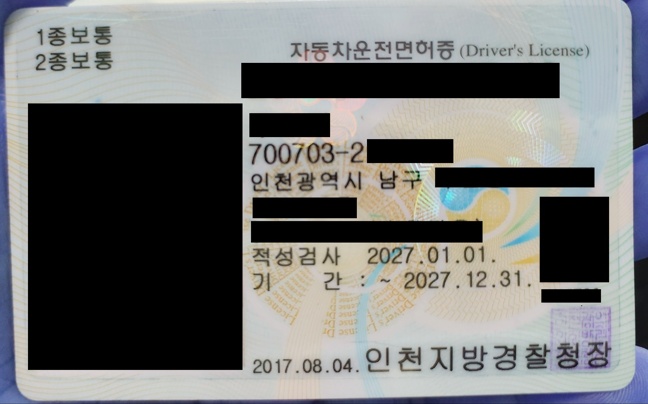 1종보통
2종보통
자동차운전면허증 (Driver's License)
700703-2
인천광역시 남구
적성검사 2027.01.01.
기 간 : ~ 2027.12.31.
2017.08.04. 인천지방경찰청장